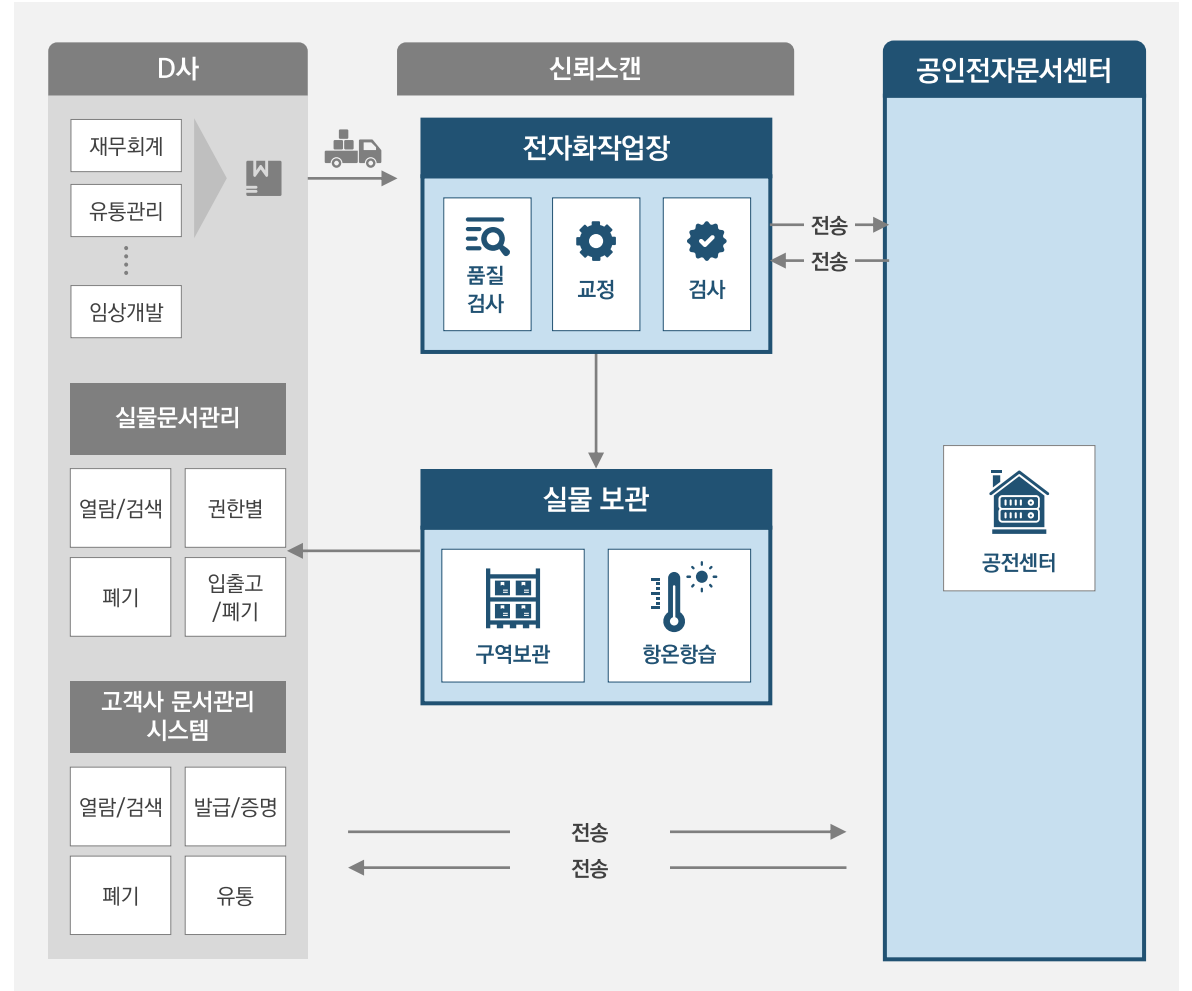 D사
재무회계
유통관리
임상개발
실물문서관리
열람/검색
권한별
폐기
입출고
/폐기
고객사 문서관리
시스템
열람/검색
발급/증명
폐기
유통
신뢰스캔
전자화작업장
품질
검사
교정
검사
전송
전송
실물 보관
구역보관
항온항습
전송
전송
공인전자문서센터
공전센터